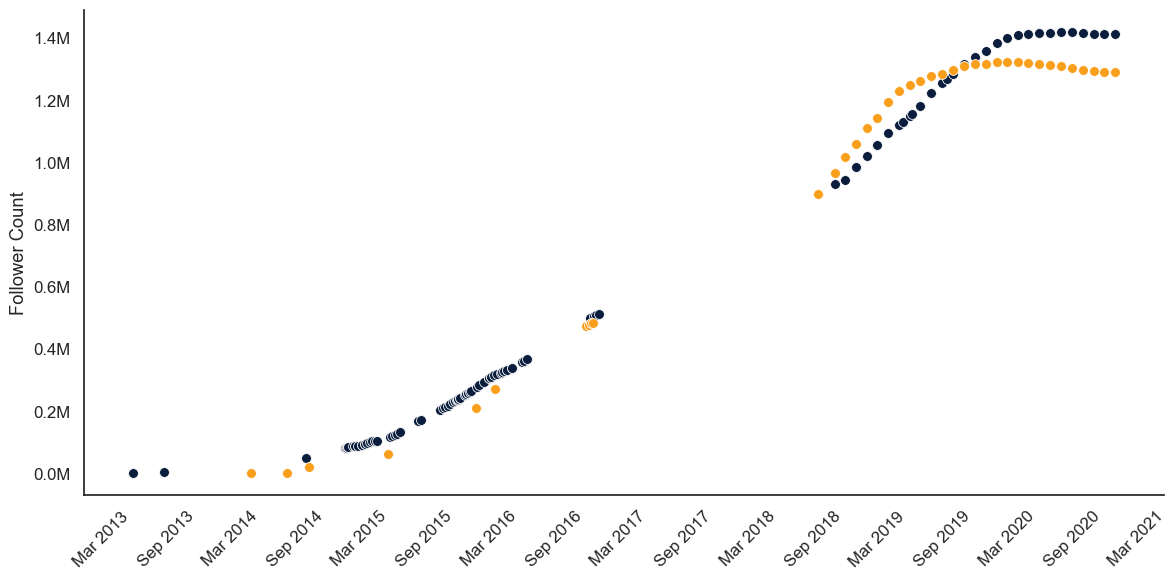 Follower Count
1.4M
1.2M
1.0M
0.8M
0.6M
0.4M
0.2M
0.0M
Mar 2013
Sep 2013
Mar 2014
Sep 2014
Mar 2015
Sep 2015
Mar 2016
Sep 2016
Mar 2017
Sep 2017
Mar 2018
Sep 2018
Mar 2019
Sep 2019
Mar 2020
Sep 2020
Mar 2021